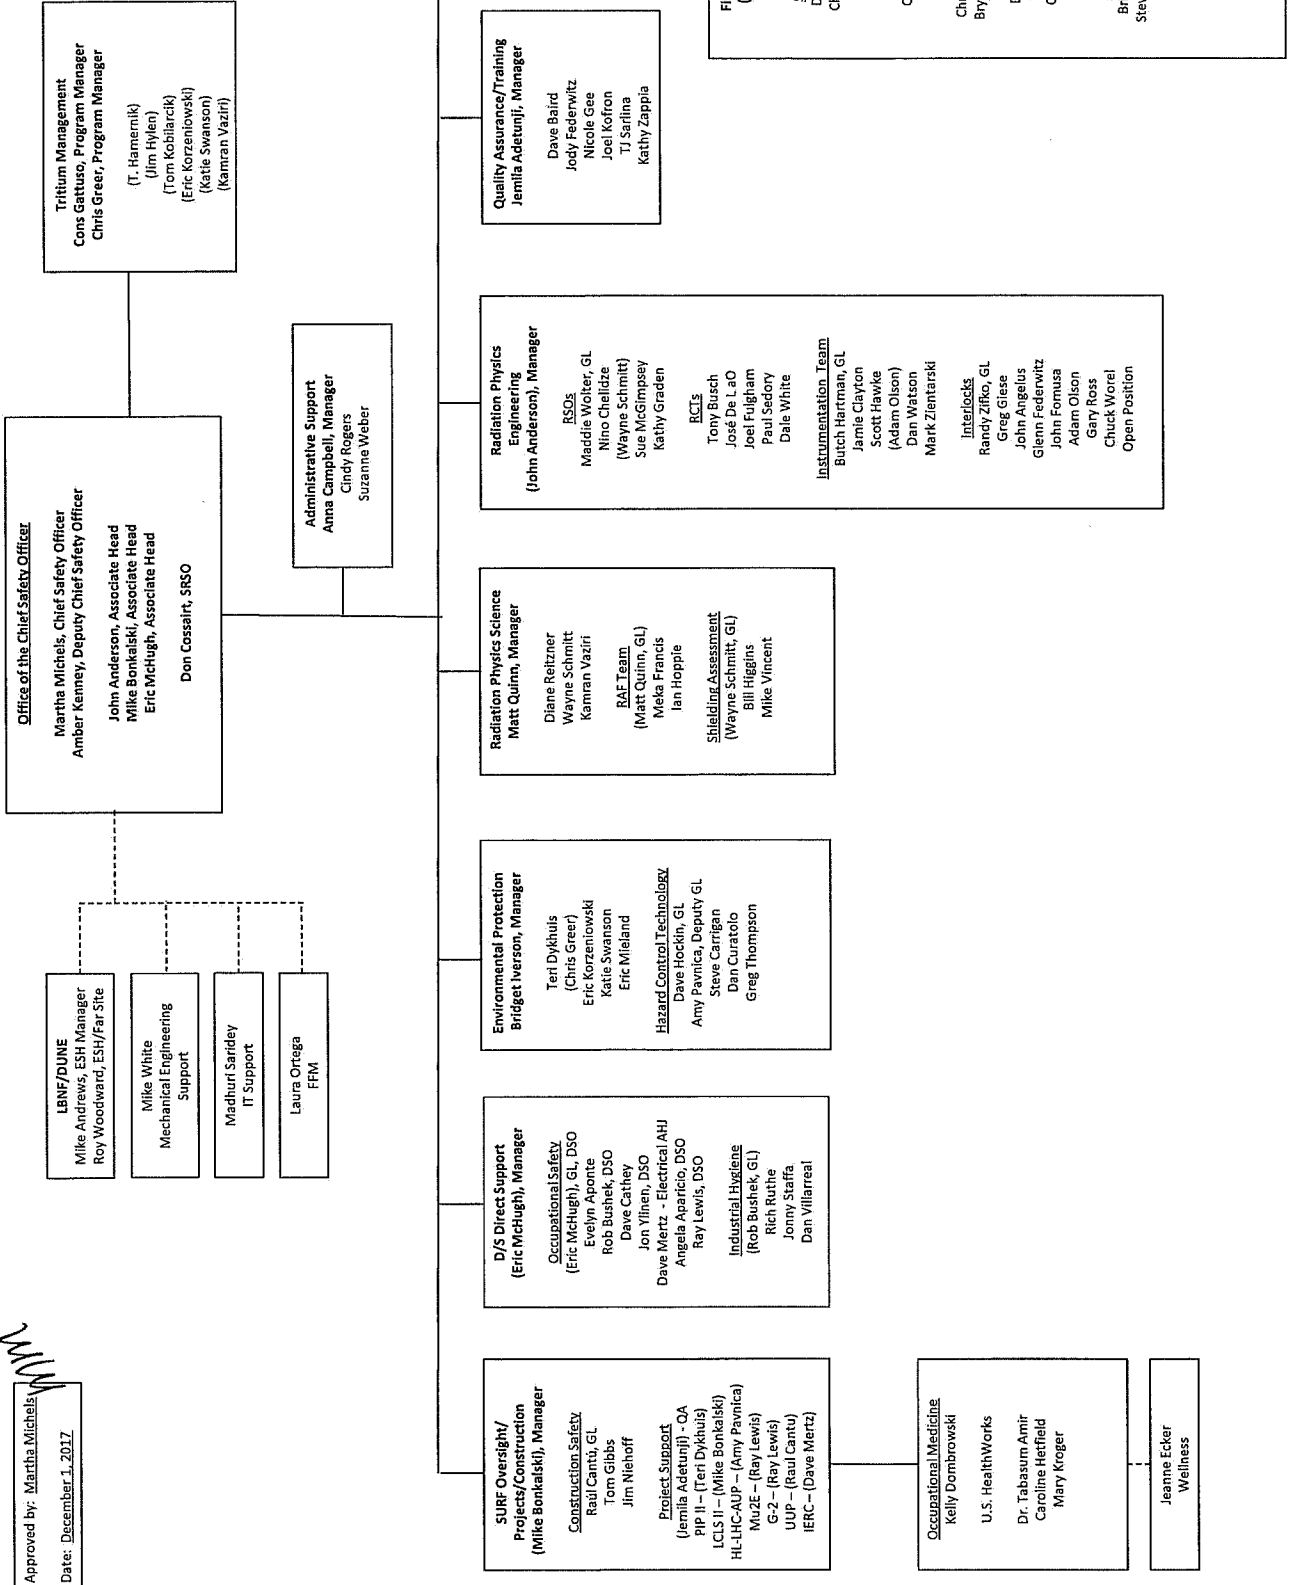 Approved by: Martha Michels
Date: December 1, 2017
Office of the Chief Safety Officer
Martha Michels, Chief Safety Officer
Amber Kenney, Deputy Chief Safety Officer
John Anderson, Associate Head
Mike Bonkalski, Associate Head
Eric McHugh, Associate Head
Don Cossairt, SRSO
Tritium Management
Cons Gattuso, Program Manager
Chris Greer, Program Manager
(T. Hamernik)
(Jim Hylen)
(Tom Kobilarcik)
(Eric Korzeniowski)
(Katie Swanson)
(Kamran Vaziri)
LBNF/DUNE
Mike Andrews, ESH Manager
Roy Woodward, ESH/Far Site
Mike White
Mechanical Engineering
Support
Madhuri Saridey
IT Support
Laura Ortega
FFM
Administrative Support
Anna Campbell, Manager
Cindy Rogers
Suzanne Weber
SURF Oversight/
Projects/Construction
(Mike Bonkalski), Manager
Construction Safety
Raúl Cantú, GL
Tom Gibbs
Jim Niehoff
Project Support
(Jemila Adetunji) - QA
PIP II – (Teri Dykhuis)
LCLS II – (Mike Bonkalski)
HL-LHC-AUP – (Amy Pavnica)
Mu2E – (Ray Lewis)
G-2 – (Ray Lewis)
UUP – (Raul Cantu)
IERC – (Dave Mertz)
Occupational Medicine
Kelly Dombrowski
U.S. HealthWorks
Dr. Tabasum Amir
Caroline Hetfield
Mary Kroger
Jeanne Ecker
Wellness
D/S Direct Support
(Eric McHugh), Manager
Occupational Safety
(Eric McHugh), GL, DSO
Evelyn Aponte
Rob Bushek, DSO
Dave Cathey
Jon Ylinen, DSO
Dave Mertz - Electrical AHJ
Angela Aparicio, DSO
Ray Lewis, DSO
Industrial Hygiene
(Rob Bushek, GL)
Rich Ruthe
Jonny Staffa
Dan Villarreal
Environmental Protection
Bridget Iverson, Manager
Teri Dykhuis
(Chris Greer)
Eric Korzeniowski
Katie Swanson
Eric Mieland
Hazard Control Technology
Dave Hockin, GL
Amy Pavnica, Deputy GL
Steve Carrigan
Dan Curatolo
Greg Thompson
Radiation Physics Science
Matt Quinn, Manager
Diane Reitzner
Wayne Schmitt
Kamran Vaziri
RAF Team
(Matt Quinn, GL)
Meka Francis
Ian Hoppie
Shielding Assessment
(Wayne Schmitt, GL)
Bill Higgins
Mike Vincent
Radiation Physics
Engineering
(John Anderson), Manager
RSOs
Maddie Wolter, GL
Nino Chelidze
(Wayne Schmitt)
Sue McGimpsey
Kathy Graden
RCTs
Tony Busch
José De LaO
Joel Fulgham
Paul Sedory
Dale White
Instrumentation Team
Butch Hartman, GL
Jamie Clayton
Scott Hawke
(Adam Olson)
Dan Watson
Mark Zientarski
Interlocks
Randy Zifko, GL
Greg Giese
John Angelus
Glenn Federwitz
John Fomusa
Adam Olson
Gary Ross
Chuck Worel
Open Position
Quality Assurance/Training
Jemila Adetunji, Manager
Dave Baird
Jody Federwitz
Nicole Gee
Joel Kofron
TJ Sarlina
Kathy Zappia